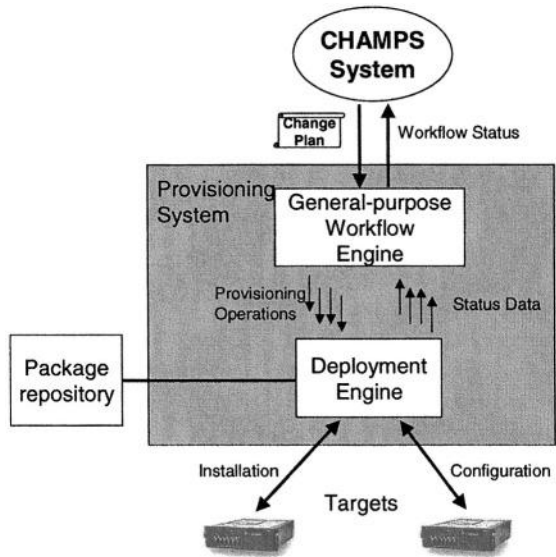 CHAMPS
System
Change
Plan
Workflow Status
Provisioning
System
General-purpose
Workflow
Engine
Provisioning
Operations
Status Data
Package
repository
Deployment
Engine
Installation
Configuration
Targets